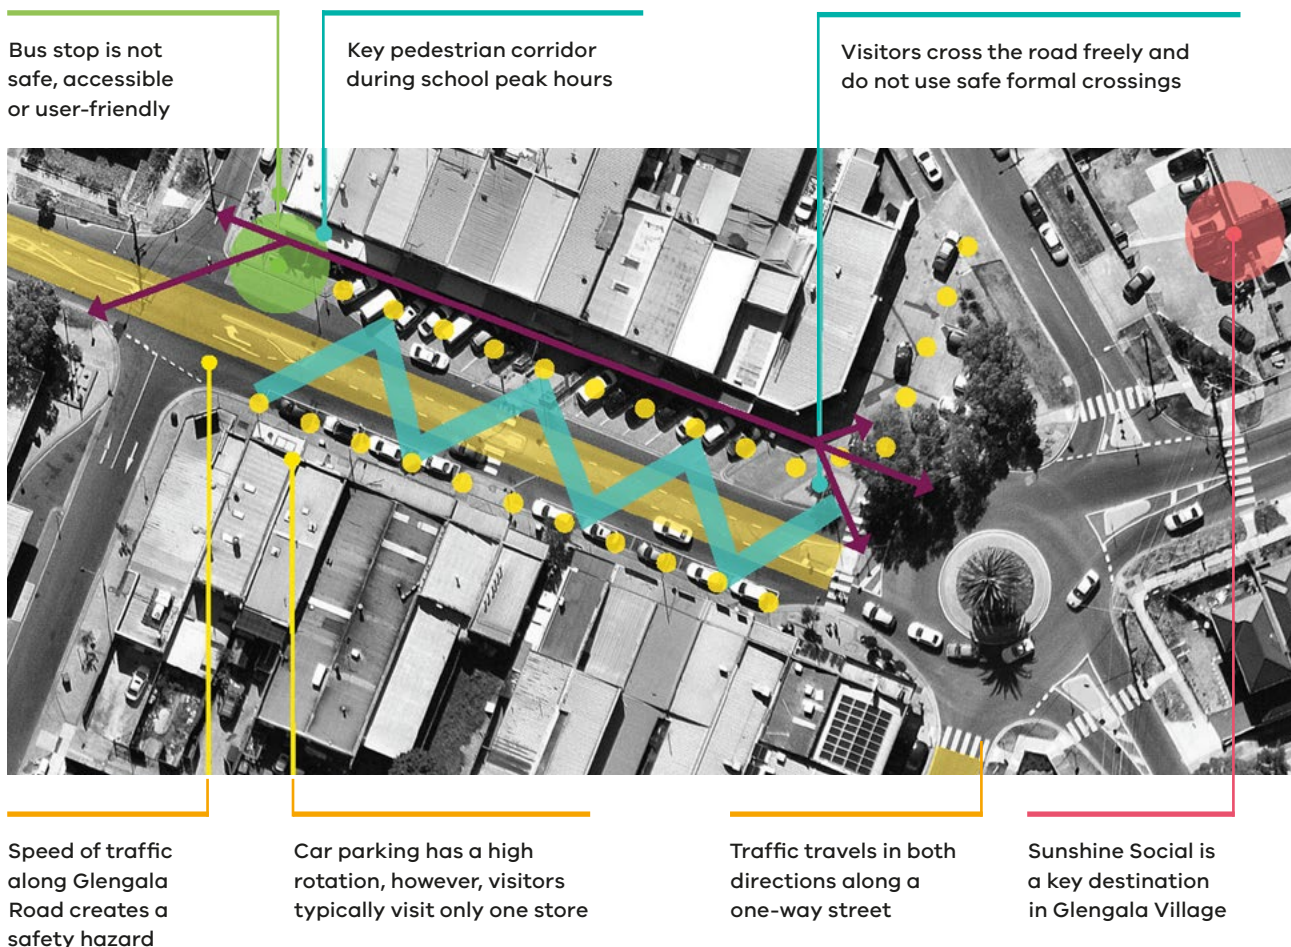 Bus stop is not
safe, accessible
or user-friendly
Key pedestrian corridor
during school peak hours
Visitors cross the road freely and
do not use safe formal crossings
Speed of traffic
along Glengala
Road creates a
safety hazard
Car parking has a high
rotation, however, visitors
typically visit only one store
Traffic travels in both
directions along a
one-way street
Sunshine Social is
a key destination
in Glengala Village